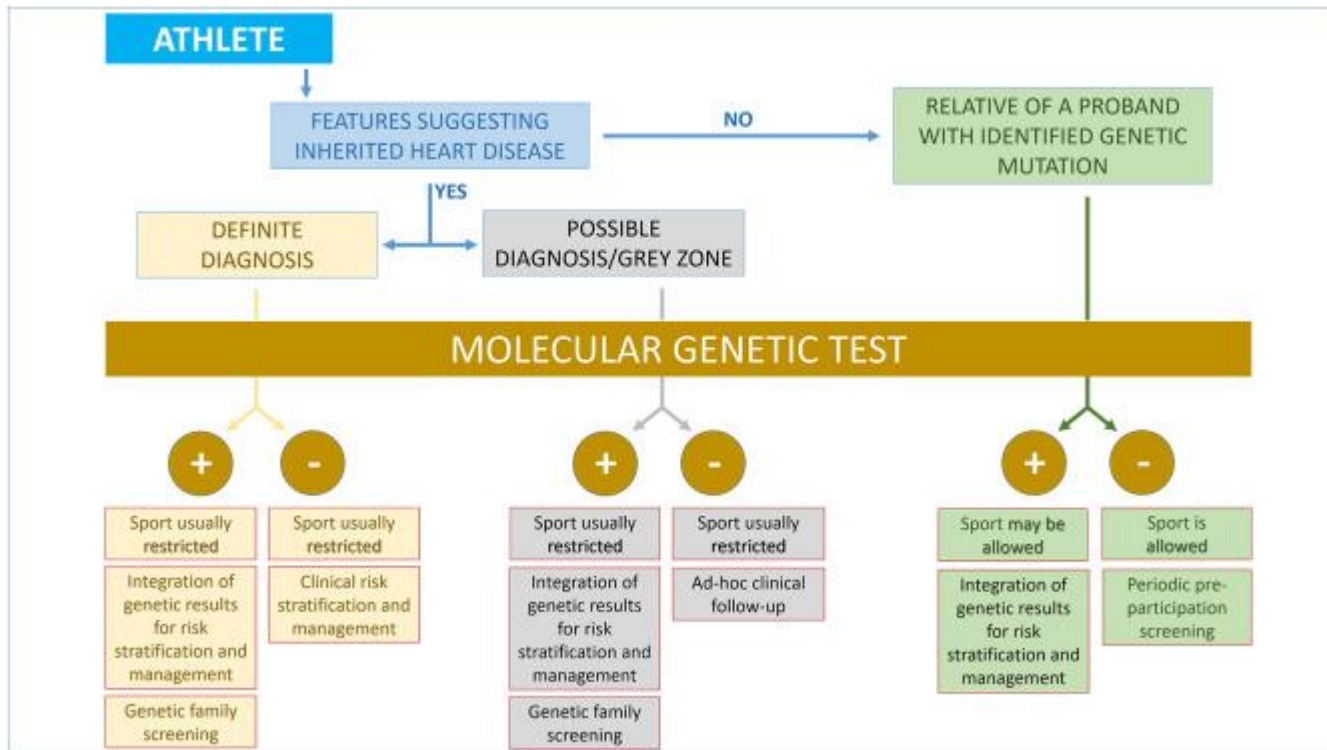 ATHLETE
FEATURES SUGGESTING
INHERITED HEART DISEASE
NO
RELATIVE OF A PROBAND
WITH IDENTIFIED GENETIC
MUTATION
YES
DEFINITE
DIAGNOSIS
POSSIBLE
DIAGNOSIS/GREY ZONE
MOLECULAR GENETIC TEST
+
-
+
-
+
-
Sport usually
restricted
Integration of
genetic results
for risk
stratification and
management
Genetic family
screening
Sport usually
restricted
Clinical risk
stratification and
management
Sport usually
restricted
Integration of
genetic results
for risk
stratification and
management
Genetic family
screening
Sport usually
restricted
Ad-hoc clinical
follow-up
Sport may be
allowed
Integration of
genetic results
for risk
stratification and
management
Sport is
allowed
Periodic pre-
participation
screening